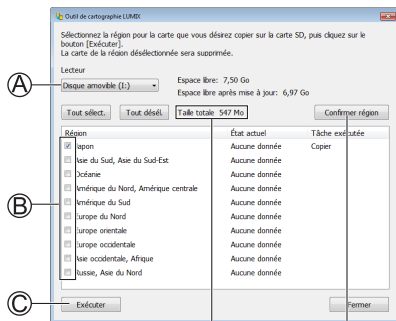 Outil de cartographie LUMIX
Sélectionnez la région pour la carte que vous désirez copier sur la carte SD, puis cliquez sur le
bouton [Exécuter].
La carte de la région désélectionnée sera supprimée.
Lecteur
A
Disque amovible (I:)
Espace libre: 7,50 Go
Espace libre après mise à jour: 6,97 Go
Tout sélect. Tout désél. Taille totale 547 Mo Confirmer région
Région État actuel Tâche exécutée
B
Japon Aucune donnée Copier
Asie du Sud, Asie du Sud-Est Aucune donnée
Océanie Aucune donnée
Amérique du Nord, Amérique centrale Aucune donnée
Amérique du Sud Aucune donnée
Europe du Nord Aucune donnée
Europe orientale Aucune donnée
Europe occidentale Aucune donnée
Asie occidentale, Afrique Aucune donnée
Russie, Asie du Nord Aucune donnée
C
Exécuter Fermer